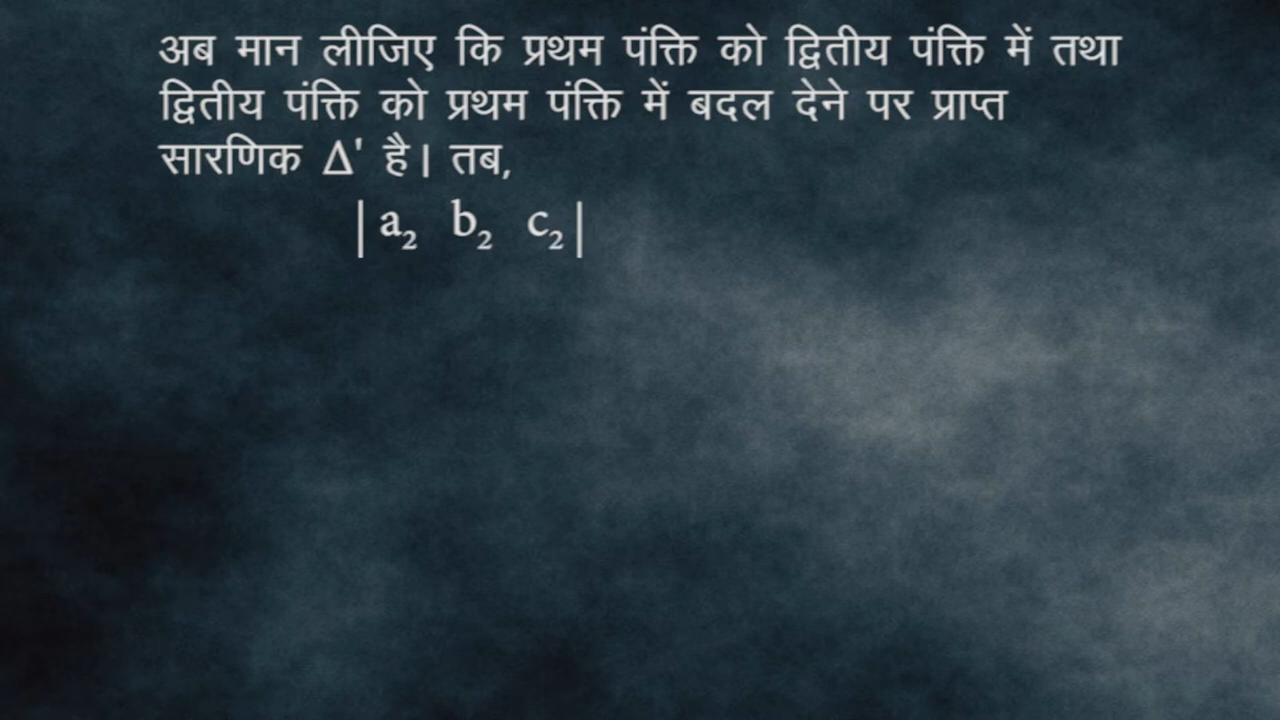 अब मान लीजिए कि प्रथम पंक्ति को द्वितीय पंक्ति में तथा
द्वितीय पंक्ति को प्रथम पंक्ति में बदल देने पर प्राप्त
सारणिक Δ' है। तब,
| a₂ b₂ c₂ |